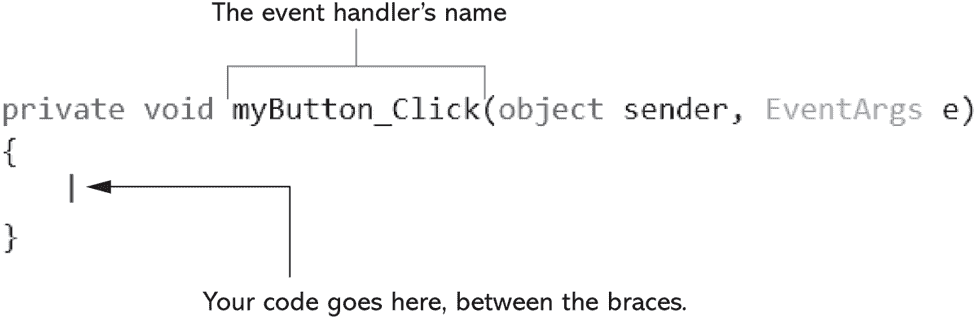 The event handler’s name
private void myButton_Click(object sender, EventArgs e)
{
|
}
Your code goes here, between the braces.